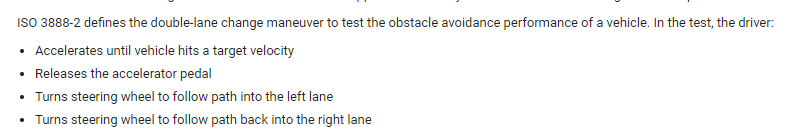 ISO 3888-2 defines the double-lane change maneuver to test the obstacle avoidance performance of a vehicle. In the test, the driver:
• Accelerates until vehicle hits a target velocity
• Releases the accelerator pedal
• Turns steering wheel to follow path into the left lane
• Turns steering wheel to follow path back into the right lane